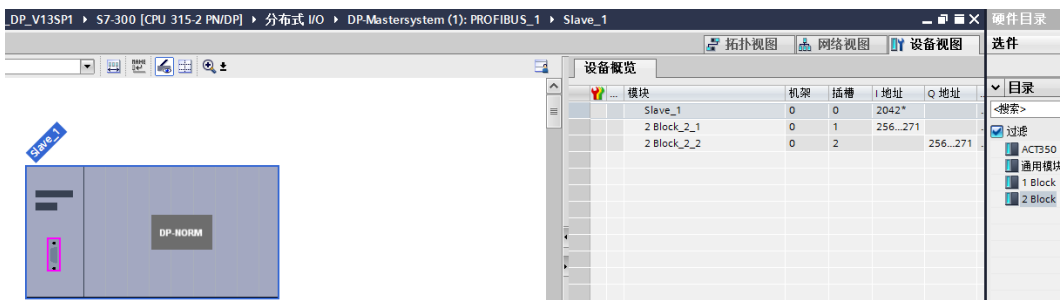 _DP_V13SP1 ▸ S7-300 [CPU 315-2 PN/DP] ▸ 分布式 I/O ▸ DP-Mastersystem (1): PROFIBUS_1 ▸ Slave_1
硬件目录
拓扑视图 网络视图 设备视图
选件
设备概览
... 模块 机架 插槽 I 地址 Q 地址 ...
目录
Slave_1 0 0 2042*
<搜索>
2 Block_2_1 0 1 256...271
过滤
2 Block_2_2 0 2 256...271
ACT350
通用模块
1 Block
2 Block
Slave_1
DP-NORM